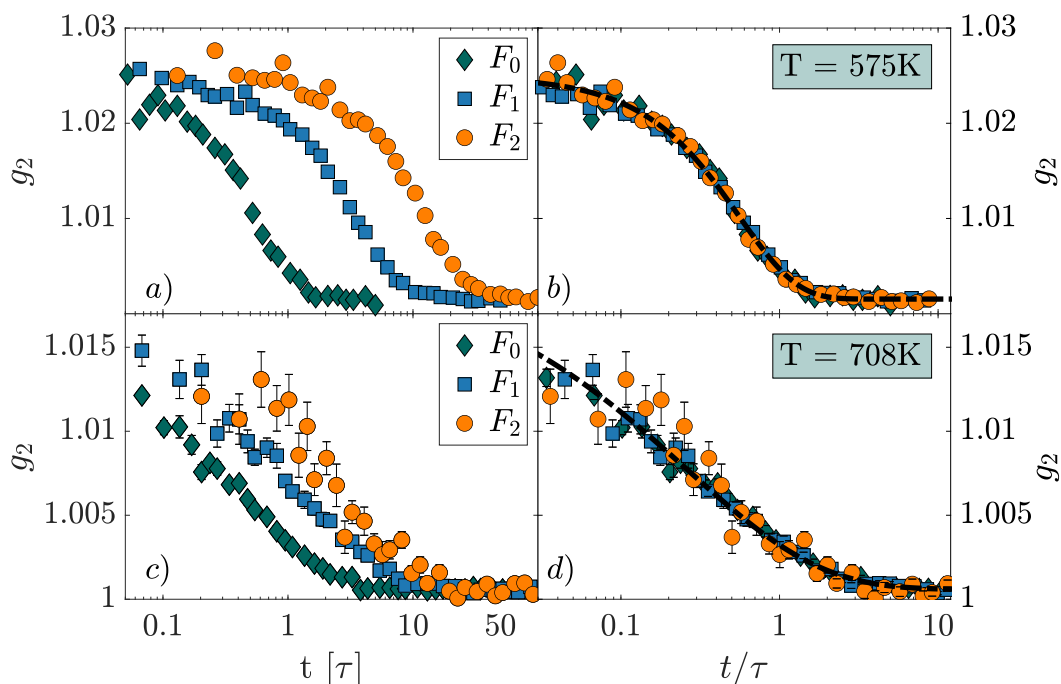 1.03
1.02
1.01
g₂
F₀
F₁
F₂
a)
T = 575K
b)
1.03
1.02
1.01
g₂
1.015
1.01
1.005
1
g₂
F₀
F₁
F₂
c)
T = 708K
d)
1.015
1.01
1.005
1
g₂
0.1 1 10 50
0.1 1 10
t [τ]
t/τ